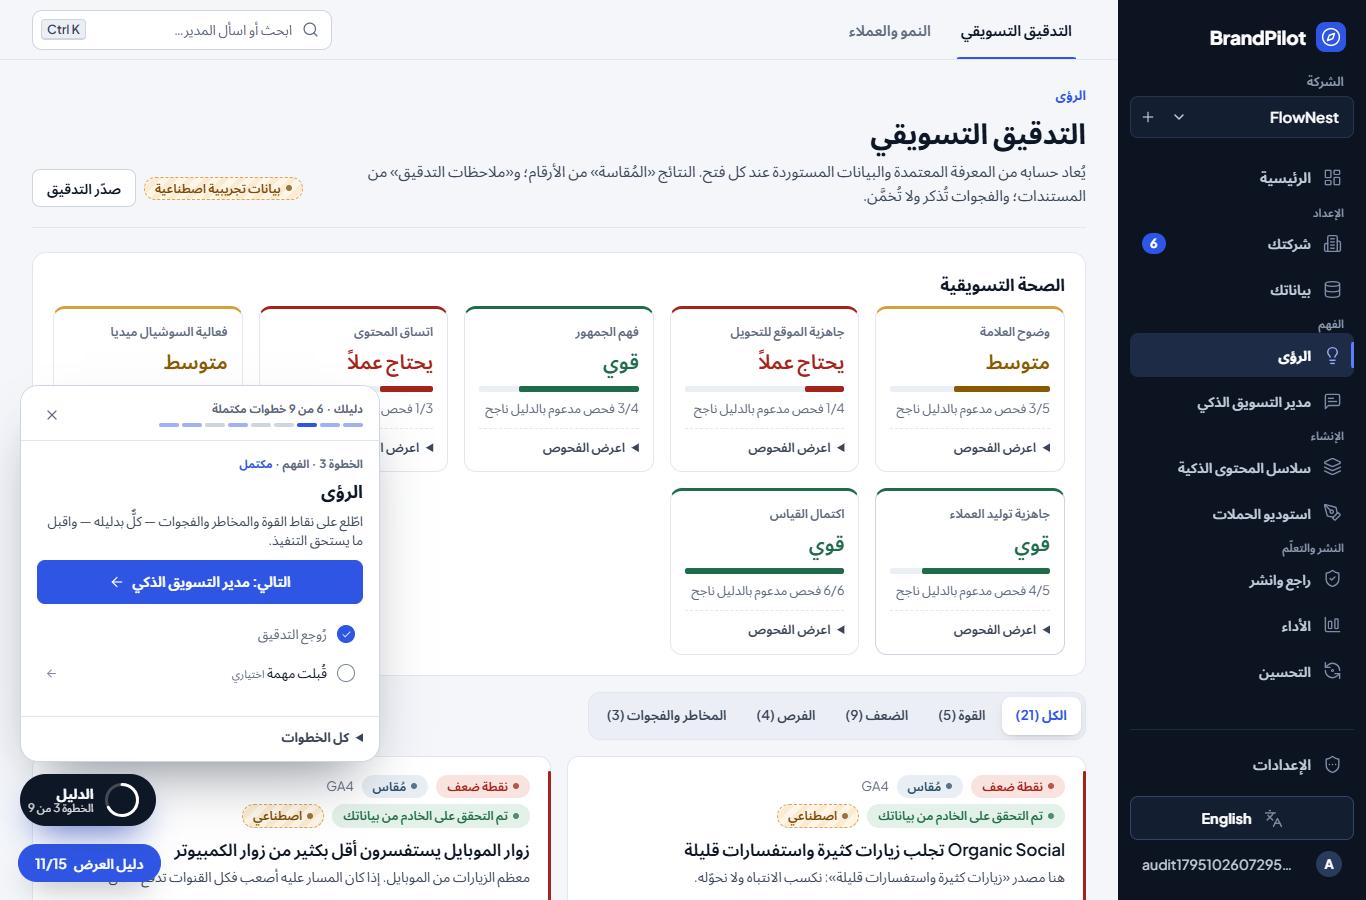 BrandPilot
الشركة
FlowNest
الرئيسية
الإعداد
شركتك
6
بياناتك
الفهم
الرؤى
مدير التسويق الذكي
الإنشاء
سلاسل المحتوى الذكية
استوديو الحملات
النشر والتعلّم
راجع وانشر
الأداء
التحسين
الإعدادات
English
A audit1795102607295...
التدقيق التسويقي
النمو والعملاء
ابحث أو اسأل المدير...
Ctrl K
الرؤى
التدقيق التسويقي
يُعاد حسابه من المعرفة المعتمدة والبيانات المستوردة عند كل فتح. النتائج «المُقاسة» من الأرقام؛ و«ملاحظات التدقيق» من
المستندات؛ والفجوات تُذكر ولا تُخمَّن.
بيانات تجريبية اصطناعية
صدّر التدقيق
الصحة التسويقية
وضوح العلامة
متوسط
3/5 فحص مدعوم بالدليل ناجح
اعرض الفحوص
جاهزية الموقع للتحويل
يحتاج عملاً
1/4 فحص مدعوم بالدليل ناجح
اعرض الفحوص
فهم الجمهور
قوي
3/4 فحص مدعوم بالدليل ناجح
اعرض الفحوص
اتساق المحتوى
يحتاج عملاً
1/3 فحص
اعرض
فعالية السوشيال ميديا
متوسط
جاهزية توليد العملاء
قوي
4/5 فحص مدعوم بالدليل ناجح
اعرض الفحوص
اكتمال القياس
قوي
6/6 فحص مدعوم بالدليل ناجح
اعرض الفحوص
دليلك · 6 من 9 خطوات مكتملة
الخطوة 3 · الفهم · مكتمل
الرؤى
اطّلع على نقاط القوة والمخاطر والفجوات — كلٌّ بدليله — واقبل
ما يستحق التنفيذ.
التالي: مدير التسويق الذكي
رُوجع التدقيق
قُبلت مهمة اختياري
كل الخطوات
الكل (21)
القوة (5)
الضعف (9)
الفرص (4)
المخاطر والفجوات (3)
نقطة ضعف
مُقاس
GA4
تم التحقق على الخادم من بياناتك
اصطناعي
Organic Social تجلب زيارات كثيرة واستفسارات قليلة
هنا مصدر «زيارات كثيرة واستفسارات قليلة»: نكسب الانتباه ولا نحوّله.
نقطة ضعف
مُقاس
GA4
تم التحقق على الخادم من بياناتك
اصطناعي
زوار الموبايل يستفسرون أقل بكثير من زوار الكمبيوتر
معظم الزيارات من الموبايل. إذا كان المسار عليه أصعب فكل القنوات
الدليل
الخطوة 3 من 9
دليل العرض 11/15